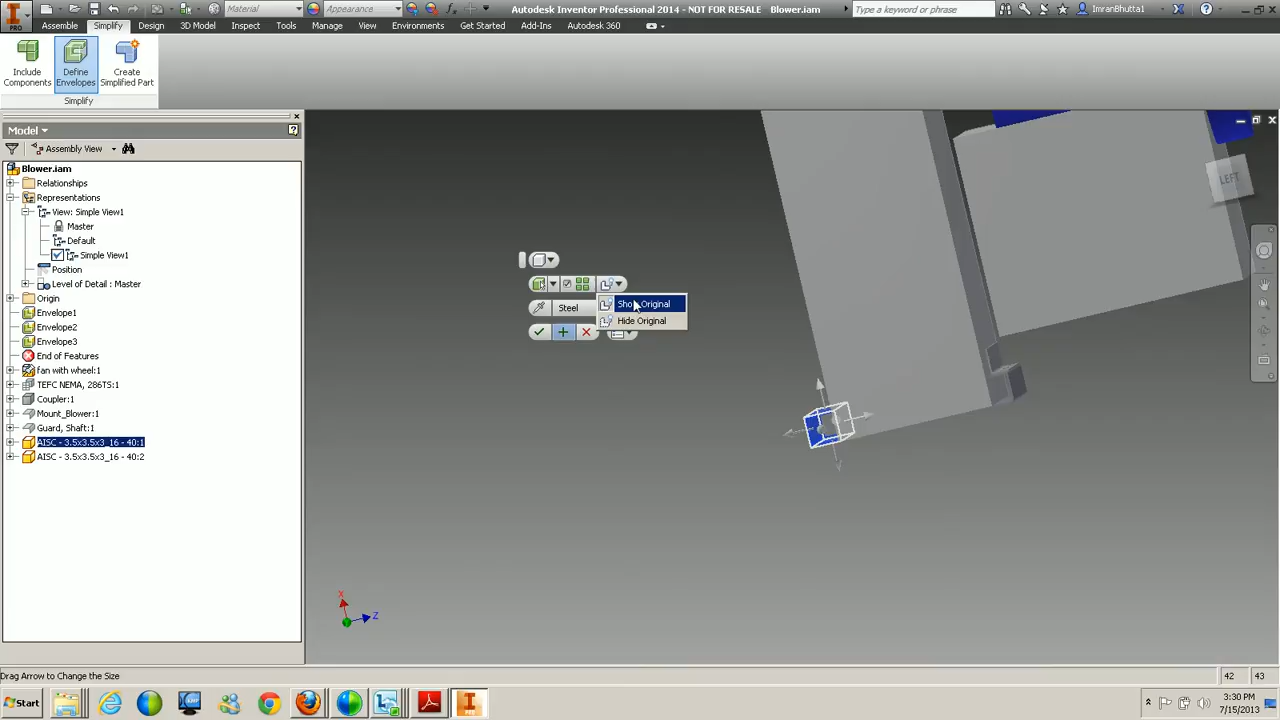 Material
Appearance
Autodesk Inventor Professional 2014 - NOT FOR RESALE Blower.iam
Type a keyword or phrase
ImranBhutta1
PRO
Assemble Simplify Design 3D Model Inspect Tools Manage View Environments Get Started Add-Ins Autodesk 360
Include Components
Define Envelopes
Create Simplified Part
Simplify
Model
Assembly View
Blower.iam
Relationships
Representations
View: Simple View1
Master
Default
Simple View1
Position
Level of Detail : Master
Origin
Envelope1
Envelope2
Envelope3
End of Features
fan with wheel:1
TEFC NEMA, 286TS:1
Coupler:1
Mount_Blower:1
Guard, Shaft:1
AISC - 3.5x3.5x3_16 - 40:1
AISC - 3.5x3.5x3_16 - 40:2
Steel
Hide Original
LEFT
X
Z
Drag Arrow to Change the Size
42 43
Start
3:30 PM
7/15/2013